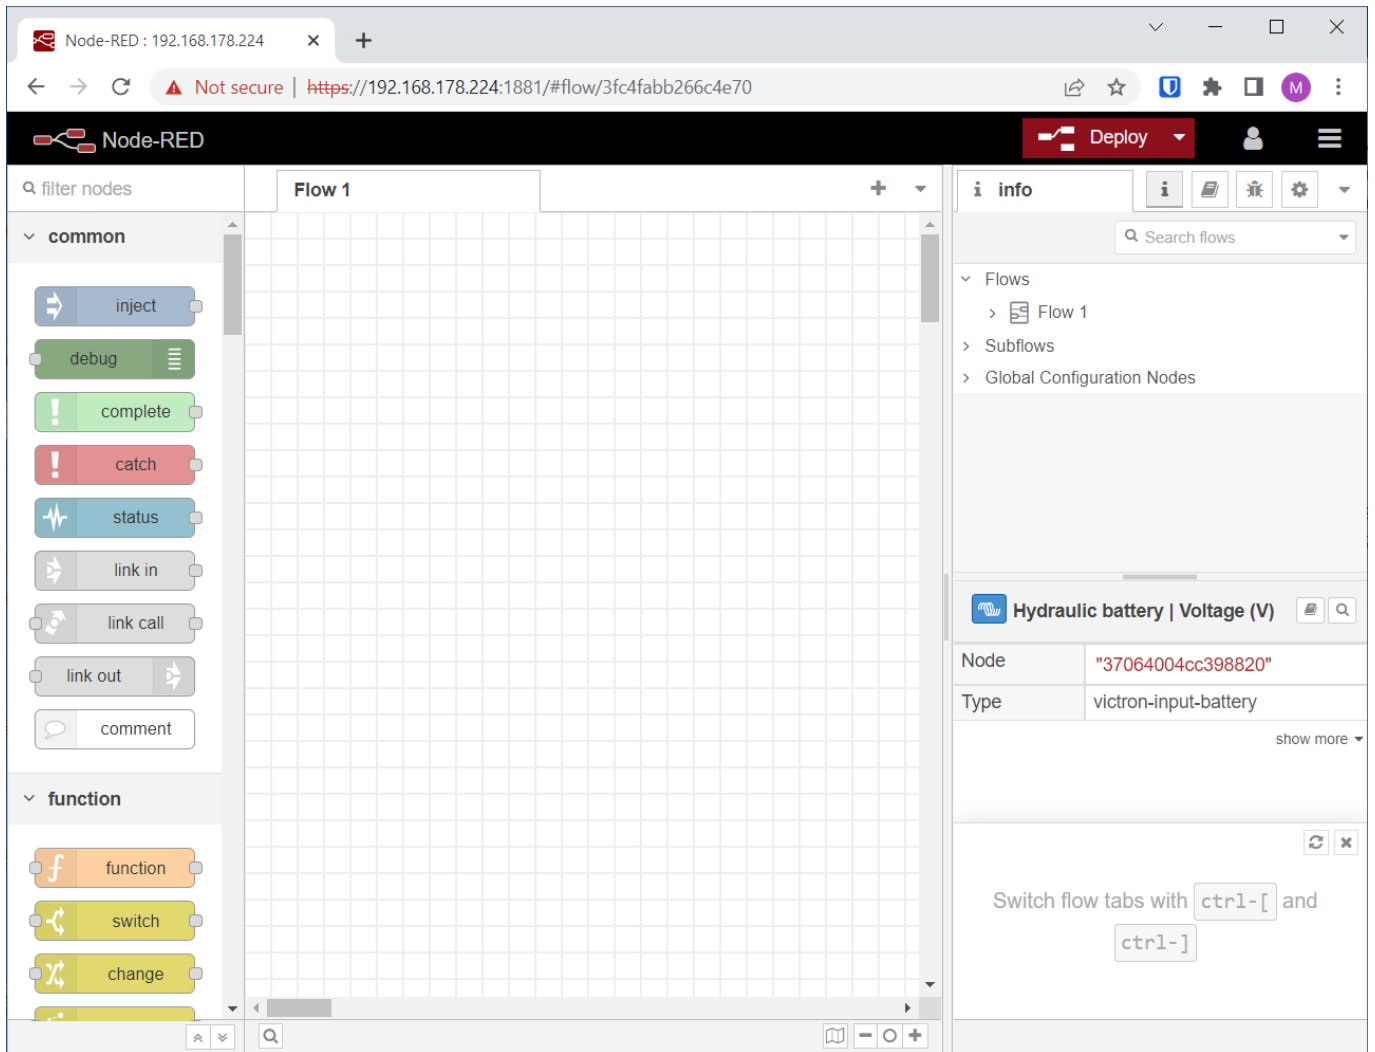 Node-RED : 192.168.178.224
Not secure | https://192.168.178.224:1881/#flow/3fc4fabb266c4e70
M
Node-RED
Deploy
filter nodes
Flow 1
i info
i
Search flows
common
inject
debug
complete
catch
status
link in
link call
link out
comment
function
function
switch
change
Flows
Flow 1
Subflows
Global Configuration Nodes
Hydraulic battery | Voltage (V)
Node "37064004cc398820"
Type victron-input-battery
show more
Switch flow tabs with ctrl-[ and
ctrl-]